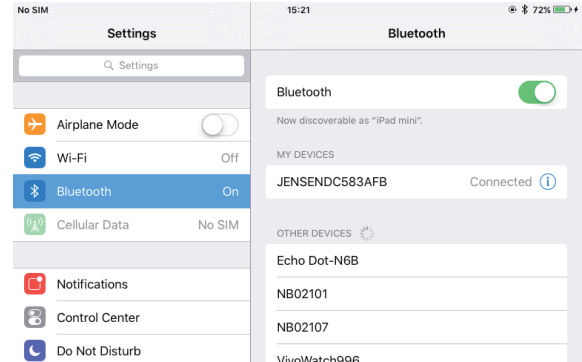 No SIM 15:21 72%
Settings Bluetooth
Settings
Bluetooth
Now discoverable as “iPad mini”.
Airplane Mode
MY DEVICES
Wi-Fi Off
JENSENDC583AFB Connected
Bluetooth On
Cellular Data No SIM
OTHER DEVICES
Echo Dot-N6B
Notifications
NB02101
Control Center
NB02107
Do Not Disturb
VivoWatch996